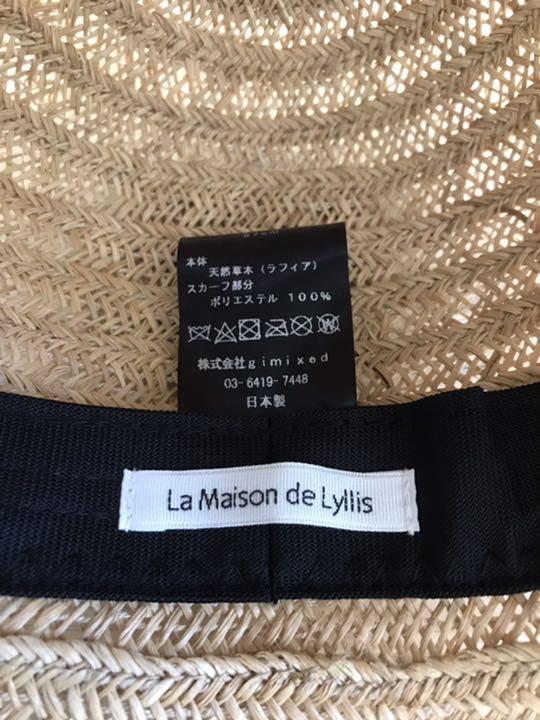 本体
天然草木(ラフィア)
スカーフ部分
ポリエステル 100%
株式会社gimixed
03-6419-7448
日本製
La Maison de Lyllis